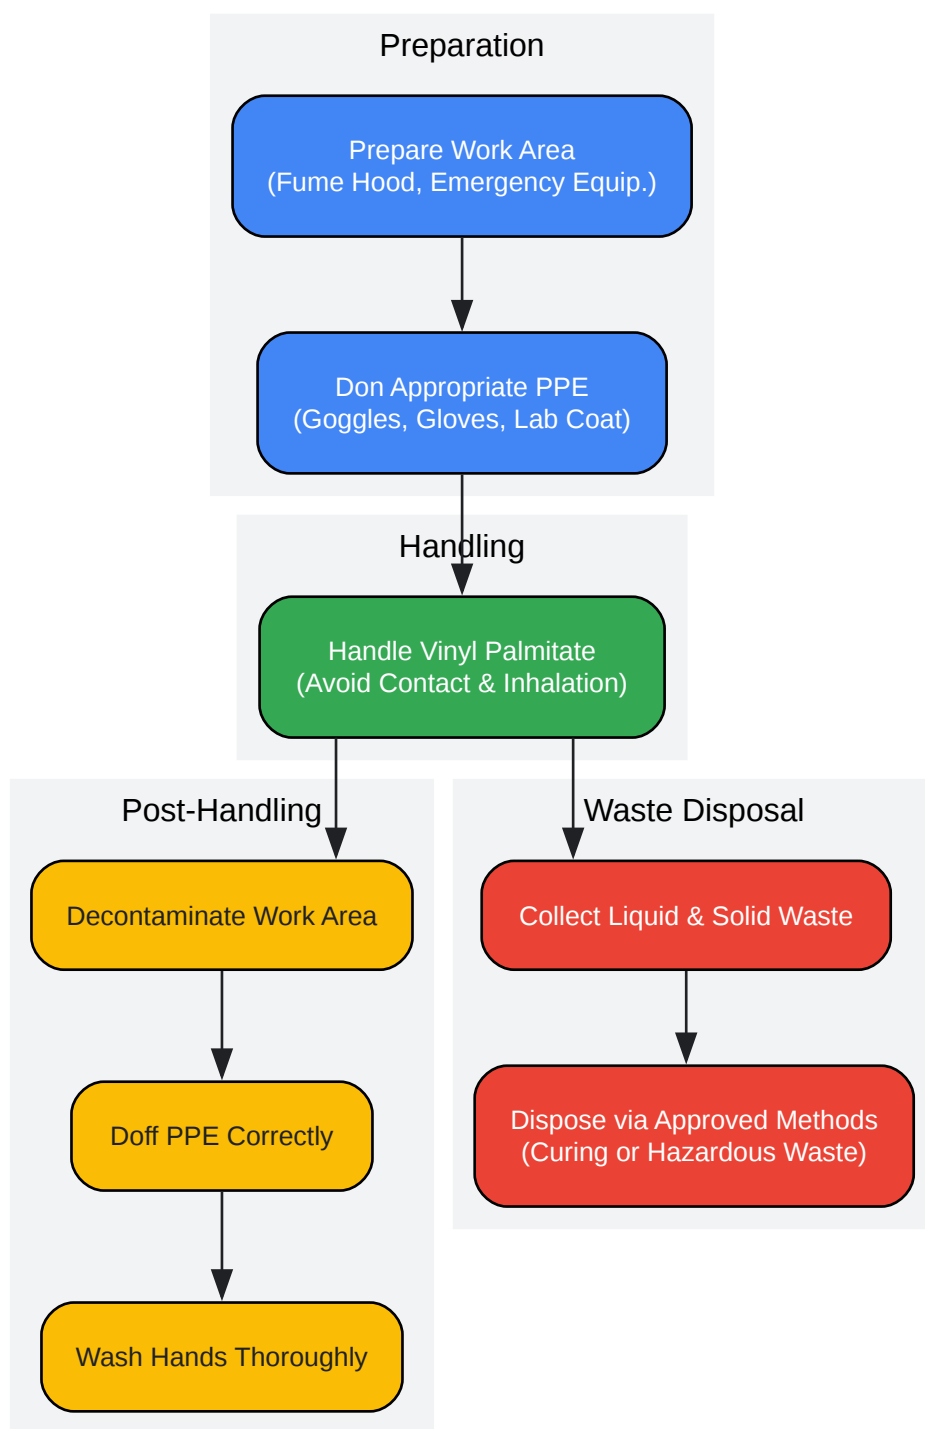 Preparation
Prepare Work Area
(Fume Hood, Emergency Equip.)
Don Appropriate PPE
(Goggles, Gloves, Lab Coat)
Handling
Handle Vinyl Palmitate
(Avoid Contact & Inhalation)
Post-Handling
Decontaminate Work Area
Doff PPE Correctly
Wash Hands Thoroughly
Waste Disposal
Collect Liquid & Solid Waste
Dispose via Approved Methods
(Curing or Hazardous Waste)